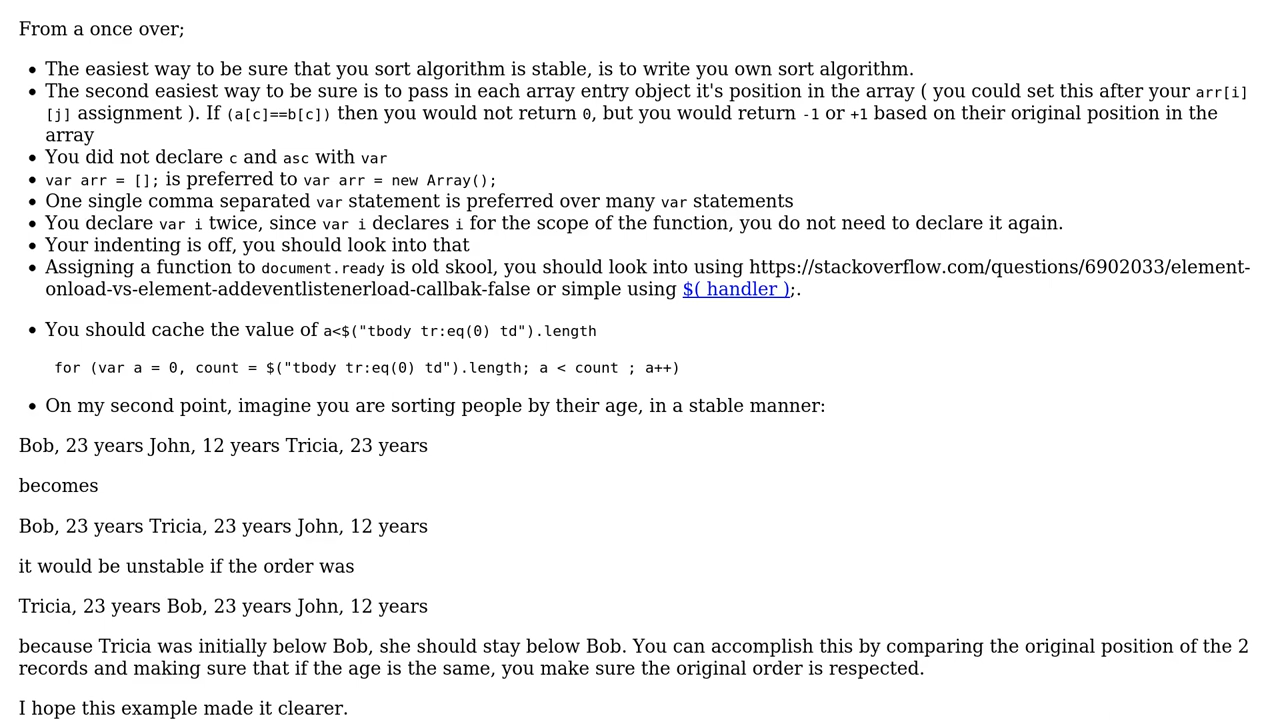 From a once over;
• The easiest way to be sure that you sort algorithm is stable, is to write you own sort algorithm.
• The second easiest way to be sure is to pass in each array entry object it's position in the array ( you could set this after your arr[i]
[j] assignment ). If (a[c]==b[c]) then you would not return 0, but you would return -1 or +1 based on their original position in the
array
• You did not declare c and asc with var
• var arr = []; is preferred to var arr = new Array();
• One single comma separated var statement is preferred over many var statements
• You declare var i twice, since var i declares i for the scope of the function, you do not need to declare it again.
• Your indenting is off, you should look into that
• Assigning a function to document.ready is old skool, you should look into using https://stackoverflow.com/questions/6902033/element-
onload-vs-element-addeventlistenerload-callbak-false or simple using $( handler );.
• You should cache the value of a<$("tbody tr:eq(0) td").length
for (var a = 0, count = $("tbody tr:eq(0) td").length; a < count ; a++)
• On my second point, imagine you are sorting people by their age, in a stable manner:
Bob, 23 years John, 12 years Tricia, 23 years
becomes
Bob, 23 years Tricia, 23 years John, 12 years
it would be unstable if the order was
Tricia, 23 years Bob, 23 years John, 12 years
because Tricia was initially below Bob, she should stay below Bob. You can accomplish this by comparing the original position of the 2
records and making sure that if the age is the same, you make sure the original order is respected.
I hope this example made it clearer.